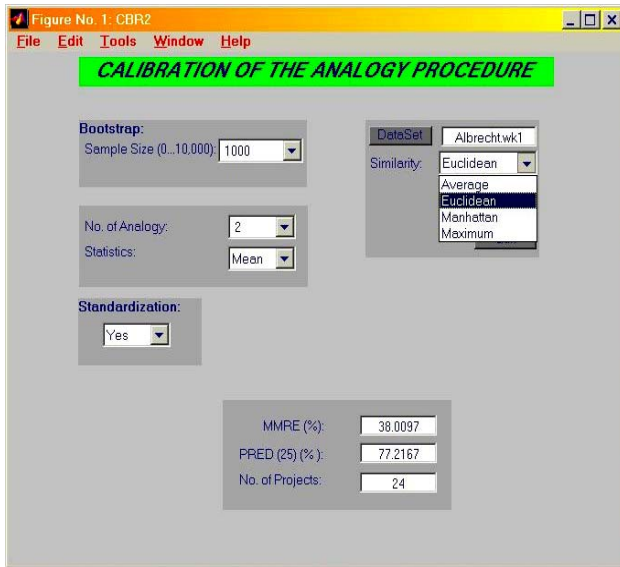 Figure No. 1: CBR2
File Edit Tools Window Help
CALIBRATION OF THE ANALOGY PROCEDURE
Bootstrap:
Sample Size (0...10,000): 1000
DataSet Albrecht.wk1
Similarity: Euclidean
Average
Euclidean
Manhattan
Maximum
No. of Analogy: 2
Statistics: Mean
Standardization:
Yes
MMRE (%): 38.0097
PRED (25) (% ): 77.2167
No. of Projects: 24